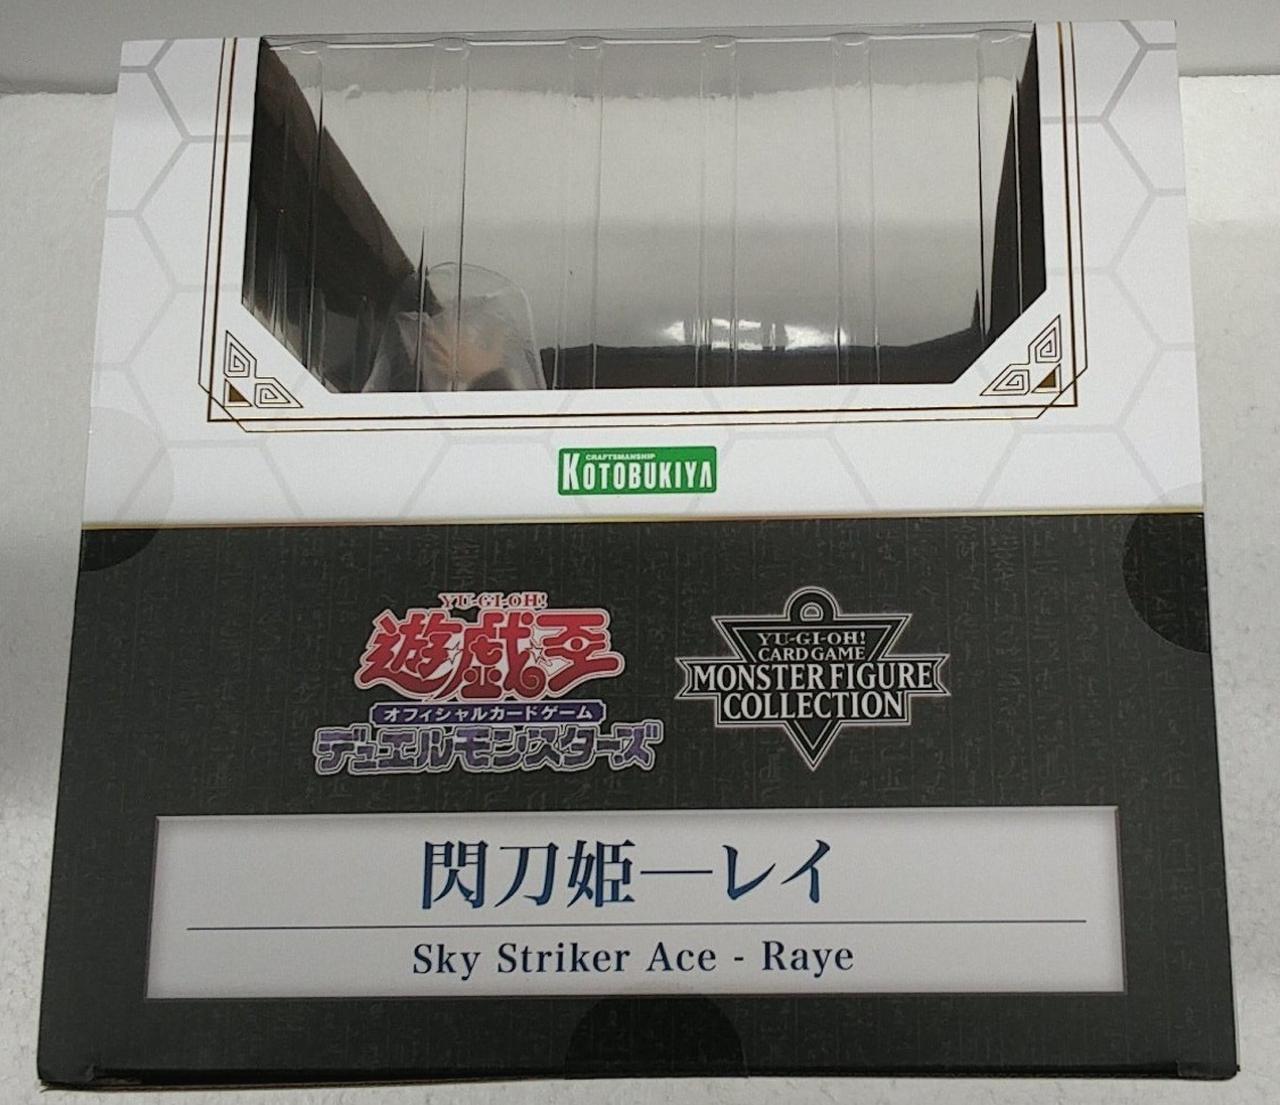 CRAFTSMANSHIP
KOTOBUKIYA
YU-GI-OH!
遊戯王
オフィシャルカードゲーム
デュエルモンスターズ
YU-GI-OH!
CARD GAME
MONSTER FIGURE
COLLECTION
閃刀姫―レイ
Sky Striker Ace - Raye